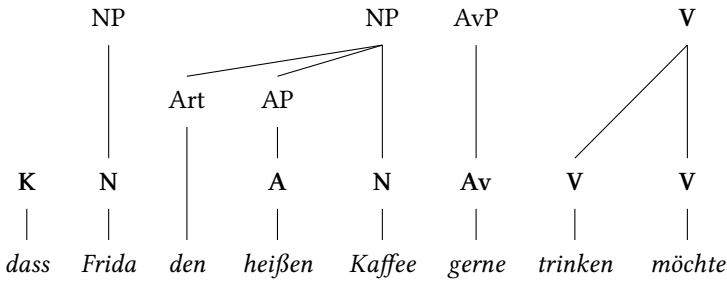 NP NP AvP V
Art AP
K N A N Av V V
dass Frida den heißen Kaffee gerne trinken möchte